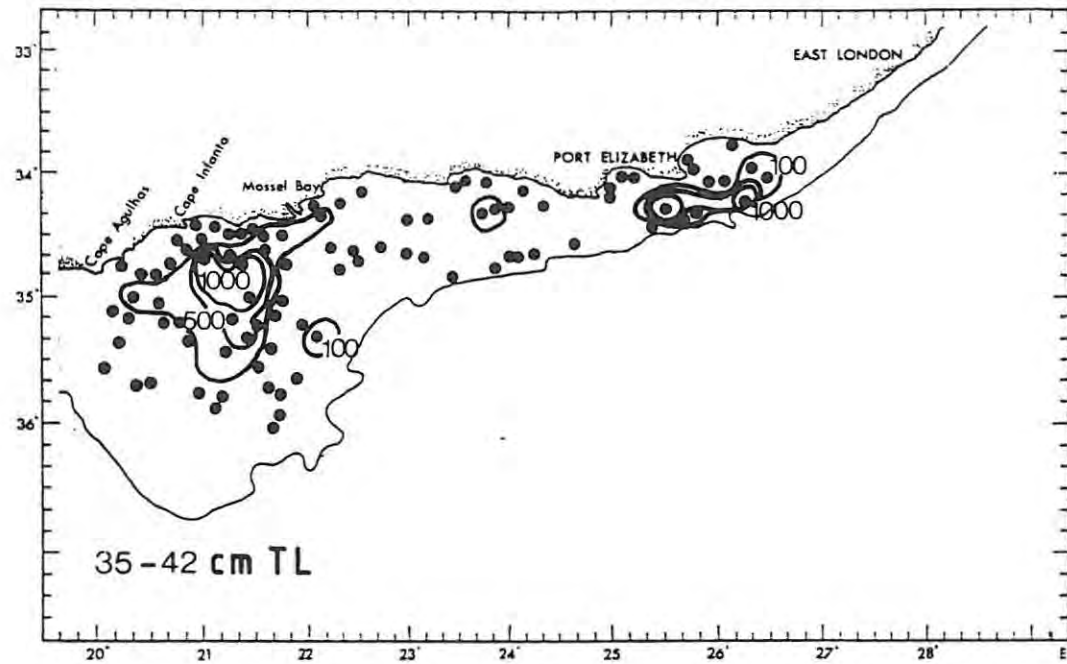 33°
EAST LONDON
34°
PORT ELIZABETH
100
Cape Infanta
Mossel Bay
1000
Cape Agulhas
1000
35°
500
100
36°
35-42 cm TL
20° 21° 22 23 24° 25° 26° 27° 28° E